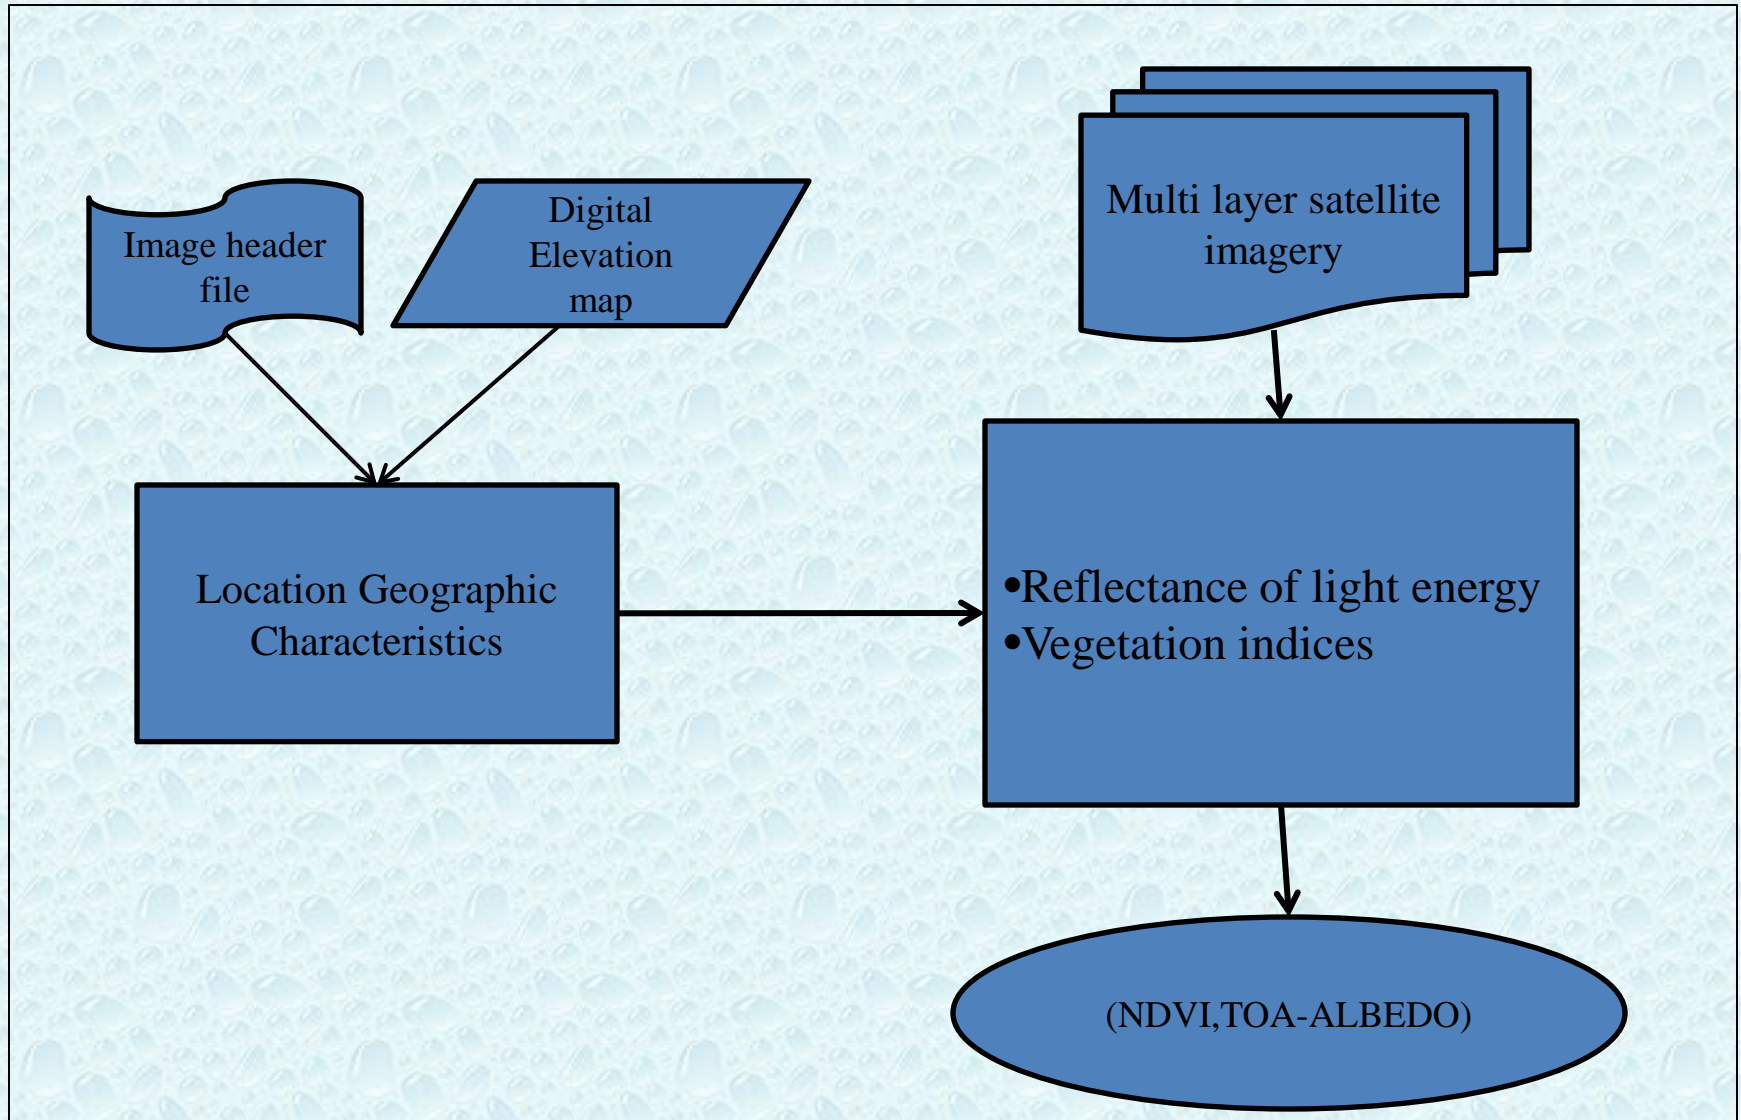 Image header
file
Digital
Elevation
map
Multi layer satellite
imagery
Location Geographic
Characteristics
•Reflectance of light energy
•Vegetation indices
(NDVI,TOA-ALBEDO)